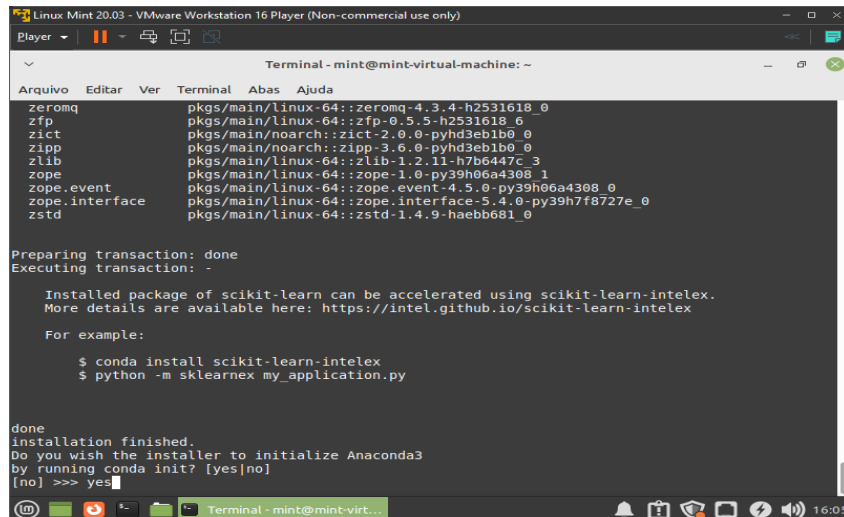 Linux Mint 20.03 - VMware Workstation 16 Player (Non-commercial use only)
Player
Terminal - mint@mint-virtual-machine: ~
Arquivo Editar Ver Terminal Abas Ajuda
zeromq pkgs/main/linux-64::zeromq-4.3.4-h2531618_0
zfp pkgs/main/linux-64::zfp-0.5.5-h2531618_6
zict pkgs/main/noarch::zict-2.0.0-pyhd3eb1b0_0
zipp pkgs/main/noarch::zipp-3.6.0-pyhd3eb1b0_0
zlib pkgs/main/linux-64::zlib-1.2.11-h7b6447c_3
zope pkgs/main/linux-64::zope-1.0-py39h06a4308_1
zope.event pkgs/main/linux-64::zope.event-4.5.0-py39h06a4308_0
zope.interface pkgs/main/linux-64::zope.interface-5.4.0-py39h7f8727e_0
zstd pkgs/main/linux-64::zstd-1.4.9-haebb681_0
Preparing transaction: done
Executing transaction: -
Installed package of scikit-learn can be accelerated using scikit-learn-intelex.
More details are available here: https://intel.github.io/scikit-learn-intelex
For example:
$ conda install scikit-learn-intelex
$ python -m sklearnex my_application.py
done
installation finished.
Do you wish the installer to initialize Anaconda3
by running conda init? [yes|no]
[no] >>> yes
Terminal - mint@mint-virt...
16:05